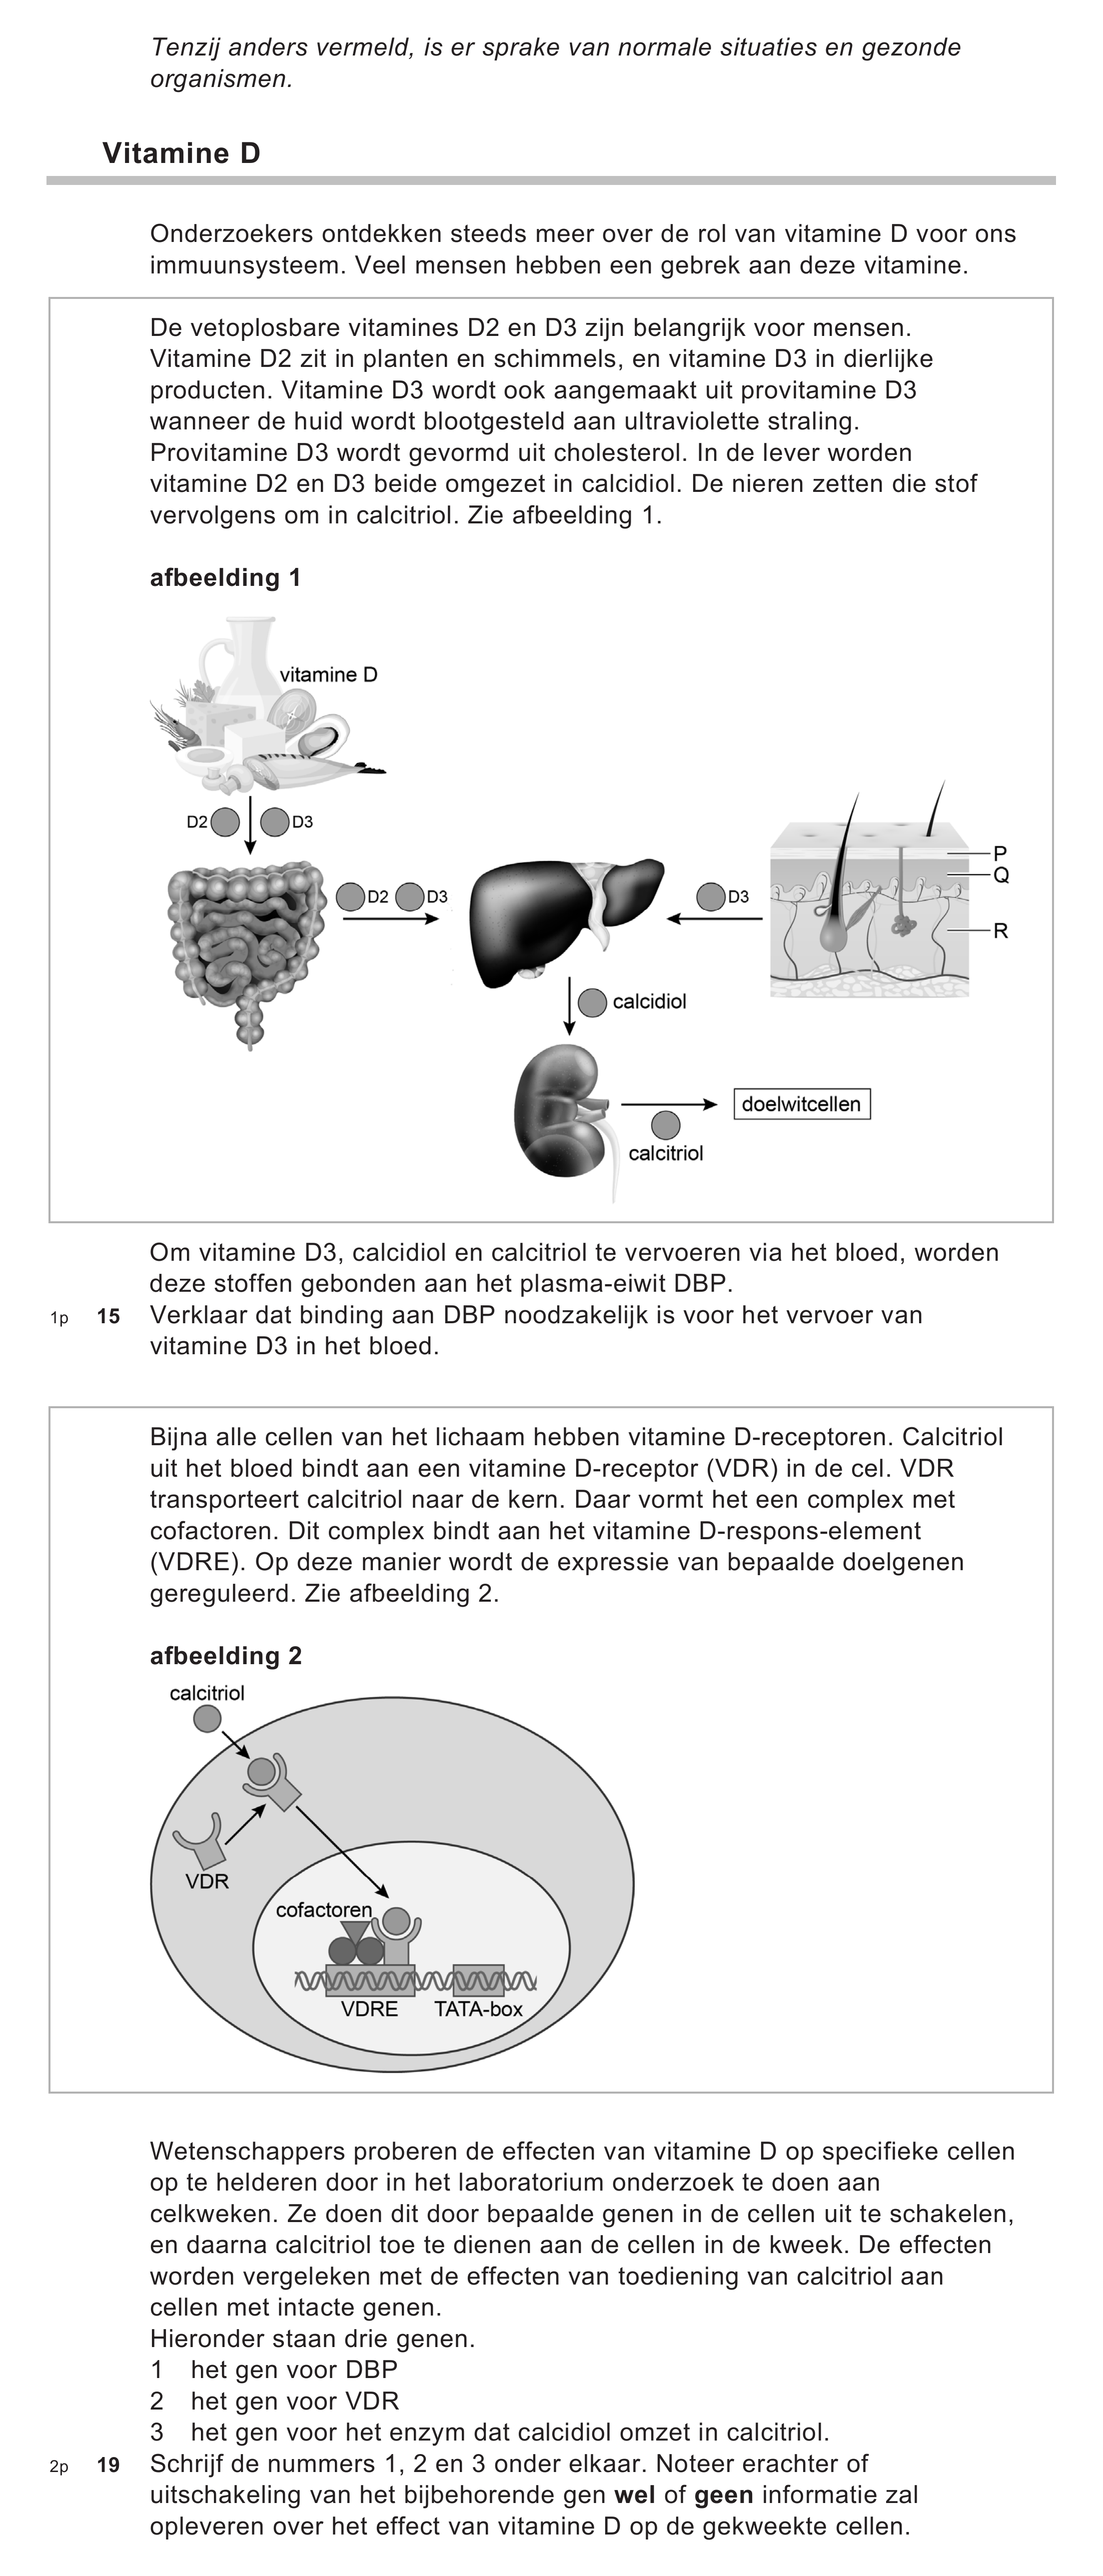 Tenzij anders vermeld, is er sprake van normale situaties en gezonde
organismen.
Vitamine D
Onderzoekers ontdekken steeds meer over de rol van vitamine D voor ons
immuunsysteem. Veel mensen hebben een gebrek aan deze vitamine.
De vetoplosbare vitamines D2 en D3 zijn belangrijk voor mensen.
Vitamine D2 zit in planten en schimmels, en vitamine D3 in dierlijke
producten. Vitamine D3 wordt ook aangemaakt uit provitamine D3
wanneer de huid wordt blootgesteld aan ultraviolette straling.
Provitamine D3 wordt gevormd uit cholesterol. In de lever worden
vitamine D2 en D3 beide omgezet in calcidiol. De nieren zetten die stof
vervolgens om in calcitriol. Zie afbeelding 1.
afbeelding 1
vitamine D
D2 D3
P
Q
D2 D3
D3
R
calcidiol
doelwitcellen
calcitriol
Om vitamine D3, calcidiol en calcitriol te vervoeren via het bloed, worden
deze stoffen gebonden aan het plasma-eiwit DBP.
1p 15 Verklaar dat binding aan DBP noodzakelijk is voor het vervoer van
vitamine D3 in het bloed.
Bijna alle cellen van het lichaam hebben vitamine D-receptoren. Calcitriol
uit het bloed bindt aan een vitamine D-receptor (VDR) in de cel. VDR
transporteert calcitriol naar de kern. Daar vormt het een complex met
cofactoren. Dit complex bindt aan het vitamine D-respons-element
(VDRE). Op deze manier wordt de expressie van bepaalde doelgenen
gereguleerd. Zie afbeelding 2.
afbeelding 2
calcitriol
VDR
cofactoren
VDRE TATA-box
Wetenschappers proberen de effecten van vitamine D op specifieke cellen
op te helderen door in het laboratorium onderzoek te doen aan
celkweken. Ze doen dit door bepaalde genen in de cellen uit te schakelen,
en daarna calcitriol toe te dienen aan de cellen in de kweek. De effecten
worden vergeleken met de effecten van toediening van calcitriol aan
cellen met intacte genen.
Hieronder staan drie genen.
1 het gen voor DBP
2 het gen voor VDR
3 het gen voor het enzym dat calcidiol omzet in calcitriol.
2p 19 Schrijf de nummers 1, 2 en 3 onder elkaar. Noteer erachter of
uitschakeling van het bijbehorende gen wel of geen informatie zal
opleveren over het effect van vitamine D op de gekweekte cellen.